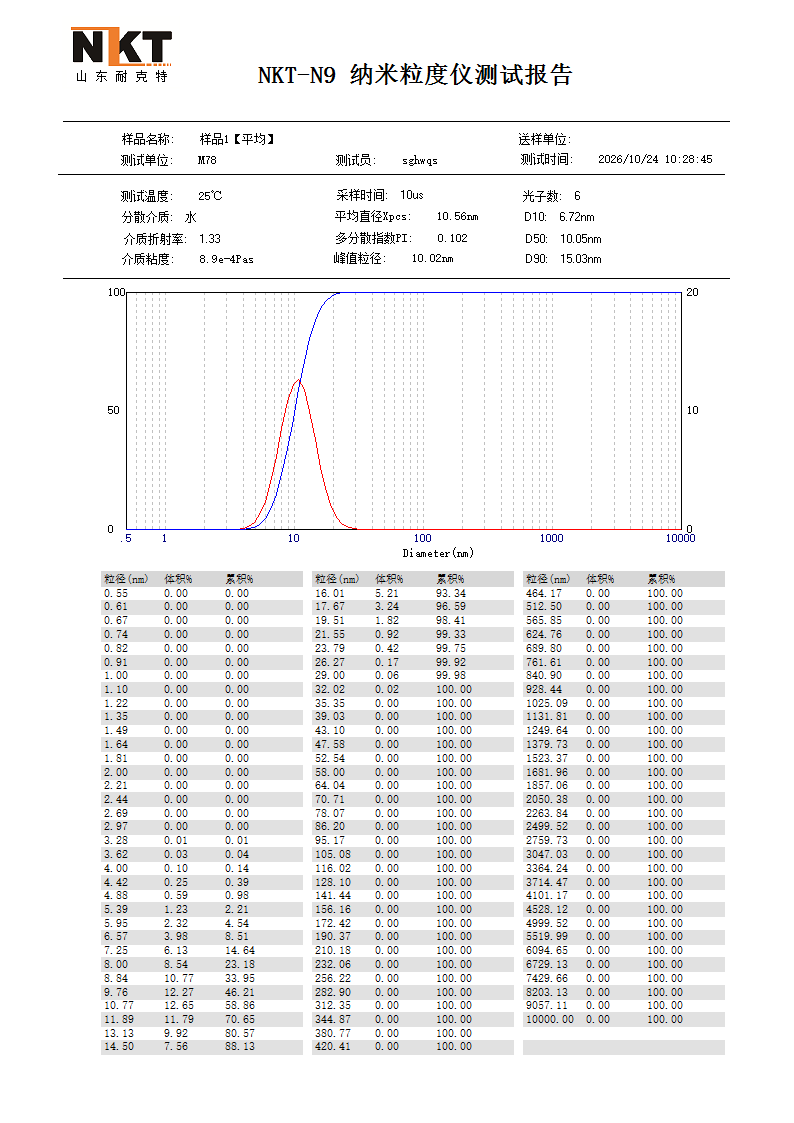 NKT
山东耐克特
NKT-N9 纳米粒度仪测试报告
样品名称: 样品1【平均】 送样单位:
测试单位: M78 测试员: sghwqs 测试时间: 2026/10/24 10:28:45
测试温度: 25℃ 采样时间: 10us 光子数: 6
分散介质: 水 平均直径Xpcs: 10.56nm D10: 6.72nm
介质折射率: 1.33 多分散指数PI: 0.102 D50: 10.05nm
介质粘度: 8.9e-4Pas 峰值粒径: 10.02nm D90: 15.03nm
100 20
50 10
0 0
.5 1 10 100 1000 10000
Diameter(nm)
粒径(nm) 体积% 累积% 粒径(nm) 体积% 累积% 粒径(nm) 体积% 累积%
0.55 0.00 0.00 16.01 5.21 93.34 464.17 0.00 100.00
0.61 0.00 0.00 17.67 3.24 96.59 512.50 0.00 100.00
0.67 0.00 0.00 19.51 1.82 98.41 565.85 0.00 100.00
0.74 0.00 0.00 21.55 0.92 99.33 624.76 0.00 100.00
0.82 0.00 0.00 23.79 0.42 99.75 689.80 0.00 100.00
0.91 0.00 0.00 26.27 0.17 99.92 761.61 0.00 100.00
1.00 0.00 0.00 29.00 0.06 99.98 840.90 0.00 100.00
1.10 0.00 0.00 32.02 0.02 100.00 928.44 0.00 100.00
1.22 0.00 0.00 35.35 0.00 100.00 1025.09 0.00 100.00
1.35 0.00 0.00 39.03 0.00 100.00 1131.81 0.00 100.00
1.49 0.00 0.00 43.10 0.00 100.00 1249.64 0.00 100.00
1.64 0.00 0.00 47.58 0.00 100.00 1379.73 0.00 100.00
1.81 0.00 0.00 52.54 0.00 100.00 1523.37 0.00 100.00
2.00 0.00 0.00 58.00 0.00 100.00 1681.96 0.00 100.00
2.21 0.00 0.00 64.04 0.00 100.00 1857.06 0.00 100.00
2.44 0.00 0.00 70.71 0.00 100.00 2050.38 0.00 100.00
2.69 0.00 0.00 78.07 0.00 100.00 2263.84 0.00 100.00
2.97 0.00 0.00 86.20 0.00 100.00 2499.52 0.00 100.00
3.28 0.01 0.01 95.17 0.00 100.00 2759.73 0.00 100.00
3.62 0.03 0.04 105.08 0.00 100.00 3047.03 0.00 100.00
4.00 0.10 0.14 116.02 0.00 100.00 3364.24 0.00 100.00
4.42 0.25 0.39 128.10 0.00 100.00 3714.47 0.00 100.00
4.88 0.59 0.98 141.44 0.00 100.00 4101.17 0.00 100.00
5.39 1.23 2.21 156.16 0.00 100.00 4528.12 0.00 100.00
5.95 2.32 4.54 172.42 0.00 100.00 4999.52 0.00 100.00
6.57 3.98 8.51 190.37 0.00 100.00 5519.99 0.00 100.00
7.25 6.13 14.64 210.18 0.00 100.00 6094.65 0.00 100.00
8.00 8.54 23.18 232.06 0.00 100.00 6729.13 0.00 100.00
8.84 10.77 33.95 256.22 0.00 100.00 7429.66 0.00 100.00
9.76 12.27 46.21 282.90 0.00 100.00 8203.13 0.00 100.00
10.77 12.65 58.86 312.35 0.00 100.00 9057.11 0.00 100.00
11.89 11.79 70.65 344.87 0.00 100.00 10000.00 0.00 100.00
13.13 9.92 80.57 380.77 0.00 100.00
14.50 7.56 88.13 420.41 0.00 100.00